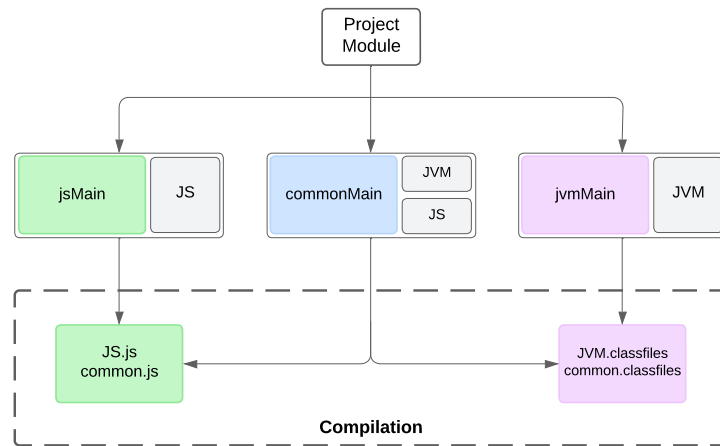 Project
Module
jsMain
JS
commonMain
JVM
JS
jvmMain
JVM
JS.js
common.js
JVM.classfiles
common.classfiles
Compilation